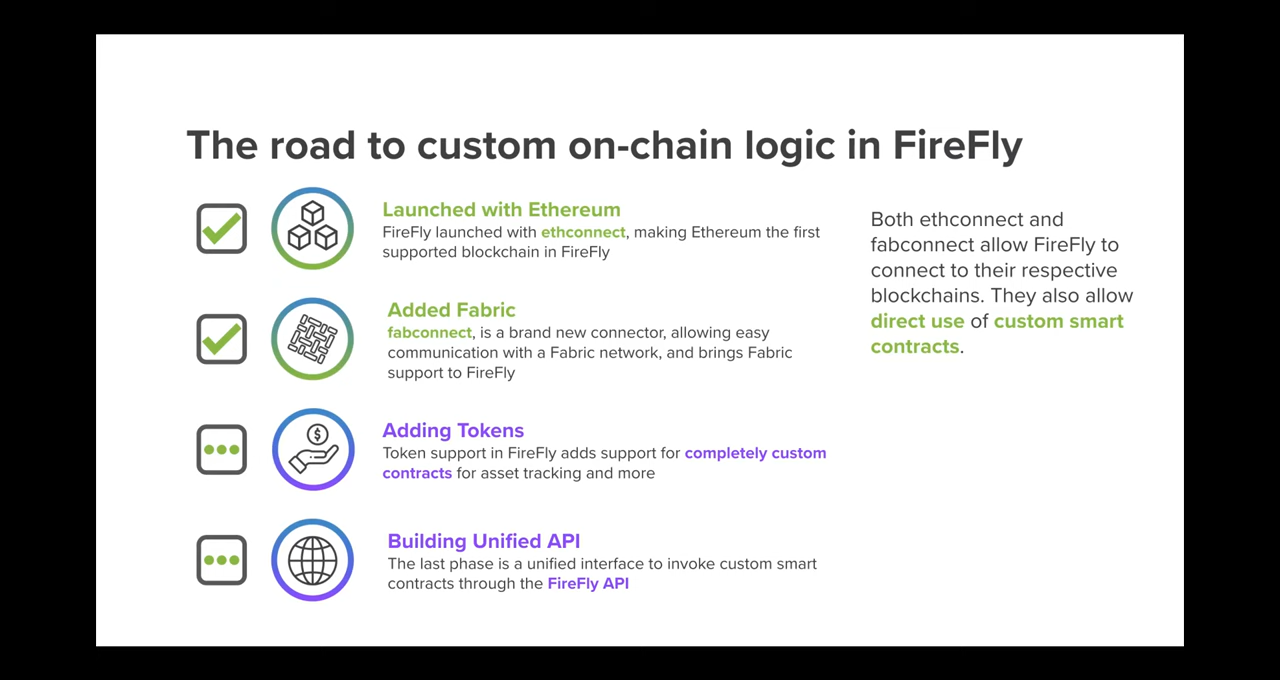 The road to custom on-chain logic in FireFly
Launched with Ethereum
FireFly launched with ethconnect, making Ethereum the first
supported blockchain in FireFly
Added Fabric
fabconnect, is a brand new connector, allowing easy
communication with a Fabric network, and brings Fabric
support to FireFly
$
Adding Tokens
Token support in FireFly adds support for completely custom
contracts for asset tracking and more
Building Unified API
The last phase is a unified interface to invoke custom smart
contracts through the FireFly API
Both ethconnect and
fabconnect allow FireFly to
connect to their respective
blockchains. They also allow
direct use of custom smart
contracts.